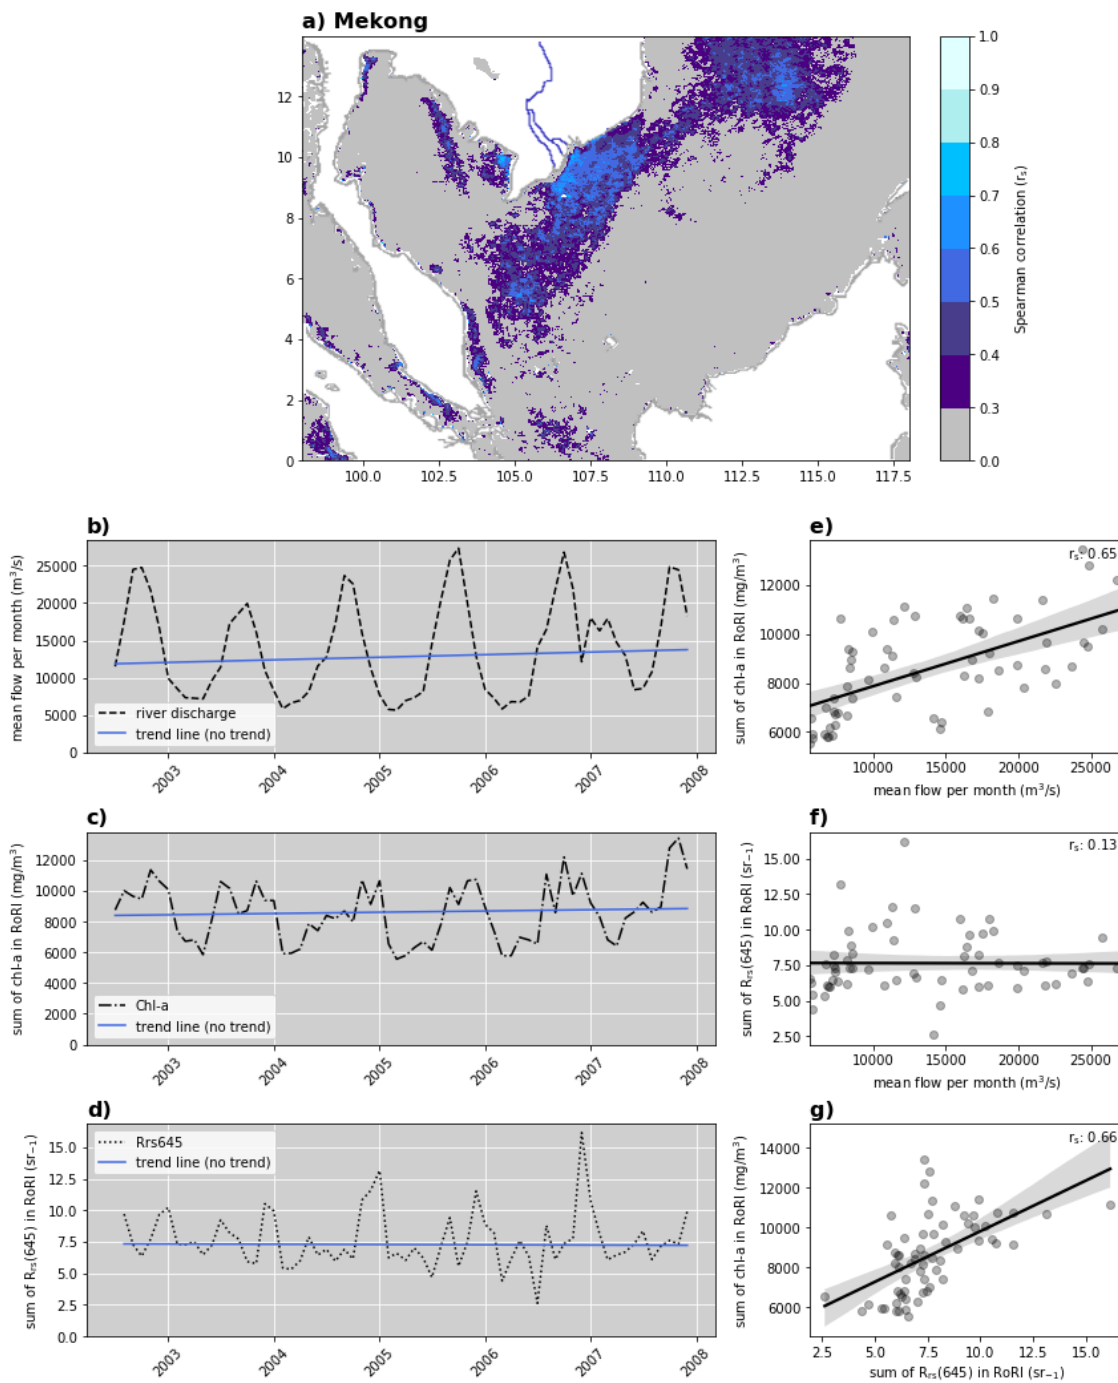 a) Mekong
12
10
8
6
4
2
0
100.0 102.5 105.0 107.5 110.0 112.5 115.0 117.5
1.0
0.9
0.8
0.7
0.6
0.5
0.4
0.3
0.0
Spearman correlation (rs)
b)
mean flow per month (m³/s)
25000
20000
15000
10000
5000
0
river discharge
trend line (no trend)
2003 2004 2005 2006 2007 2008
e)
sum of chl-a in RoRI (mg/m³)
rs: 0.65
12000
10000
8000
6000
10000 15000 20000 25000
mean flow per month (m³/s)
c)
sum of chl-a in RoRI (mg/m³)
12000
10000
8000
6000
4000
2000
0
Chl-a
trend line (no trend)
2003 2004 2005 2006 2007 2008
f)
sum of Rrs(645) in RoRI (sr⁻¹)
rs: 0.13
15.00
12.50
10.00
7.50
5.00
2.50
10000 15000 20000 25000
mean flow per month (m³/s)
d)
sum of Rrs(645) in RoRI (sr₋₁)
15.0
12.5
10.0
7.5
5.0
2.5
0.0
Rrs645
trend line (no trend)
2003 2004 2005 2006 2007 2008
g)
sum of chl-a in RoRI (mg/m³)
rs: 0.66
14000
12000
10000
8000
6000
2.5 5.0 7.5 10.0 12.5 15.0
sum of Rrs(645) in RoRI (sr⁻¹)